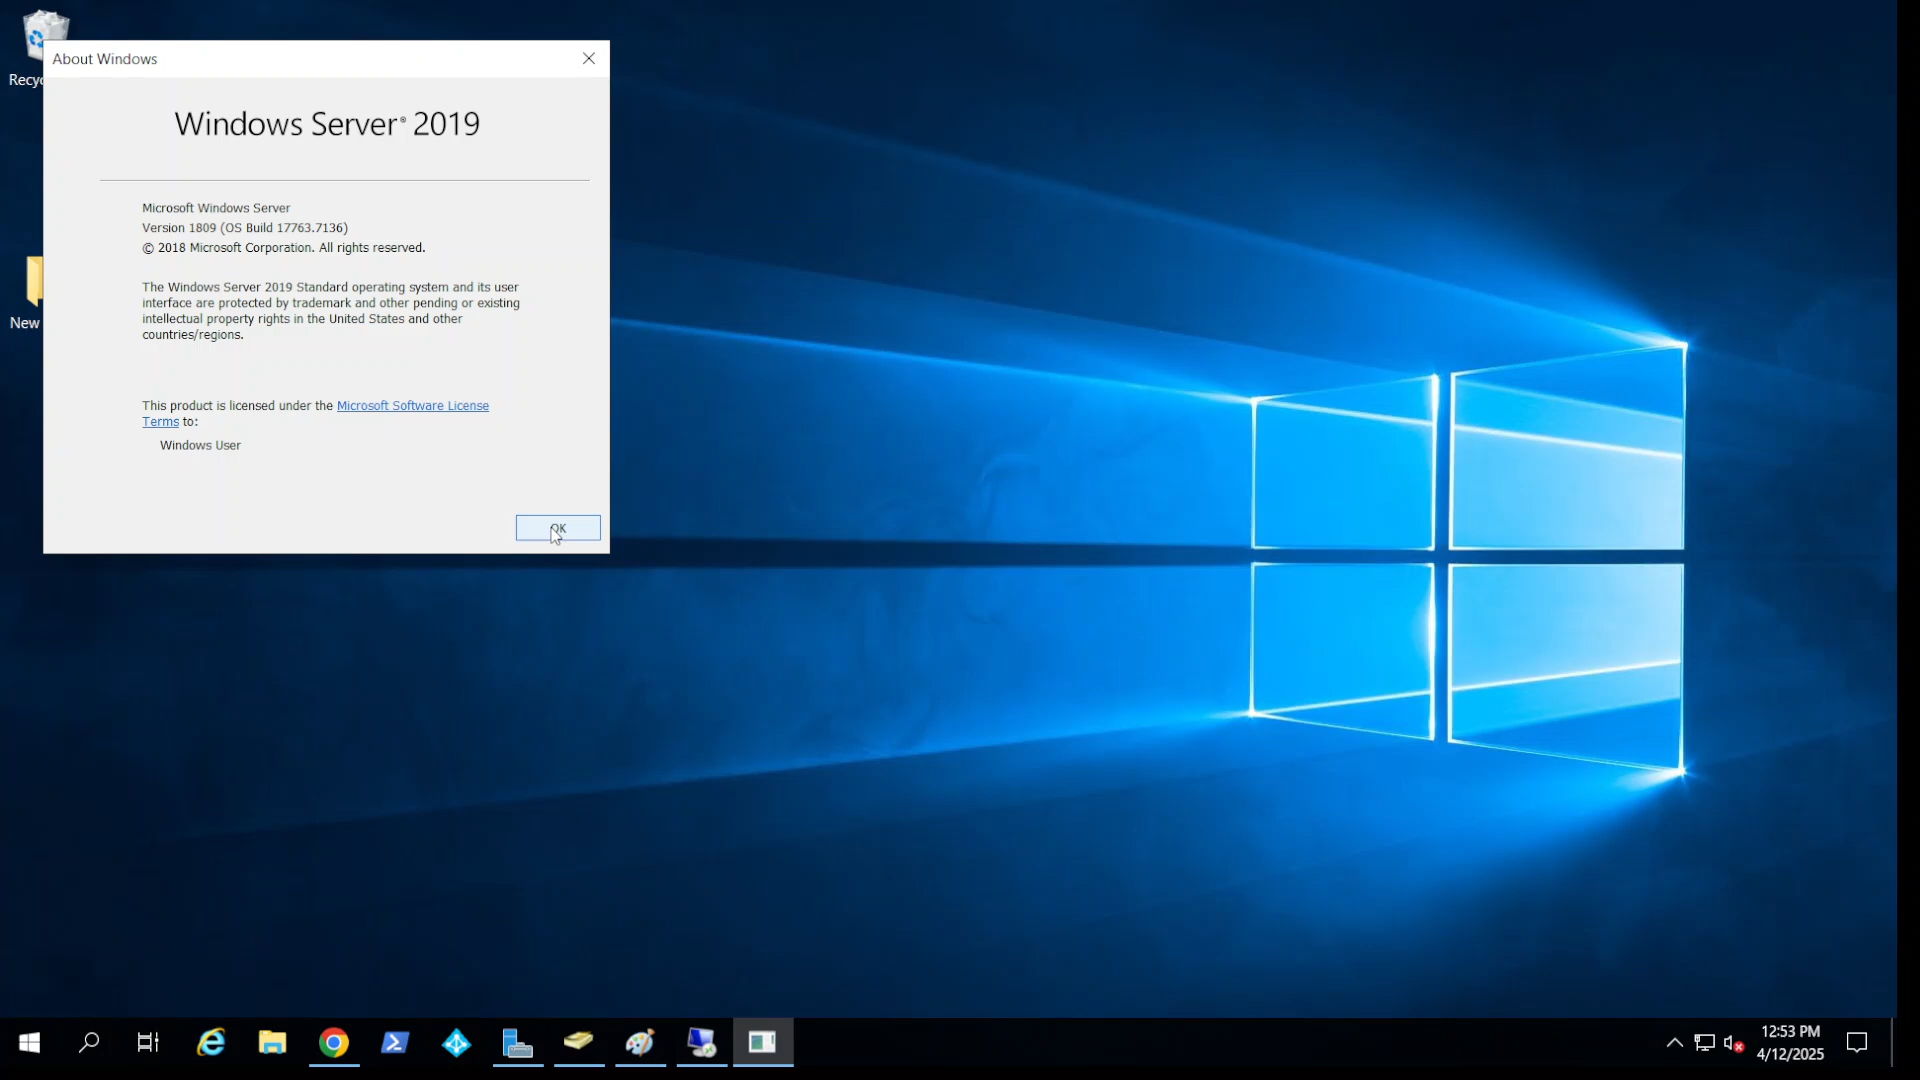 Recyc
New
About Windows
Windows Server® 2019
Microsoft Windows Server
Version 1809 (OS Build 17763.7136)
© 2018 Microsoft Corporation. All rights reserved.
The Windows Server 2019 Standard operating system and its user
interface are protected by trademark and other pending or existing
intellectual property rights in the United States and other
countries/regions.
This product is licensed under the Microsoft Software License
Terms to:
Windows User
OK
12:53 PM
4/12/2025